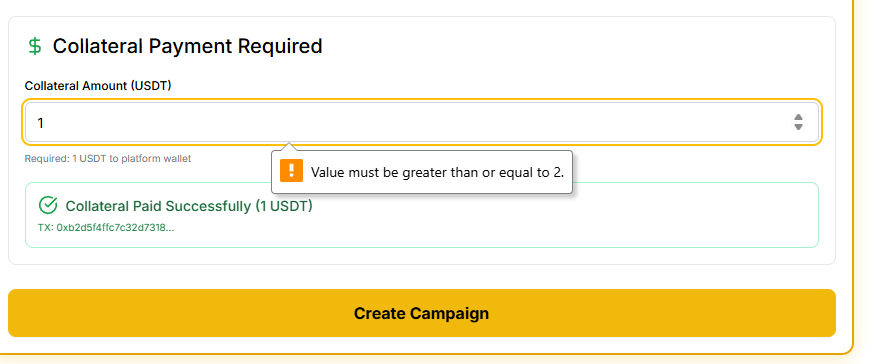 $ Collateral Payment Required
Collateral Amount (USDT)
1
Required: 1 USDT to platform wallet
! Value must be greater than or equal to 2.
Collateral Paid Successfully (1 USDT)
TX: 0xb2d5f4ffc7c32d7318...
Create Campaign